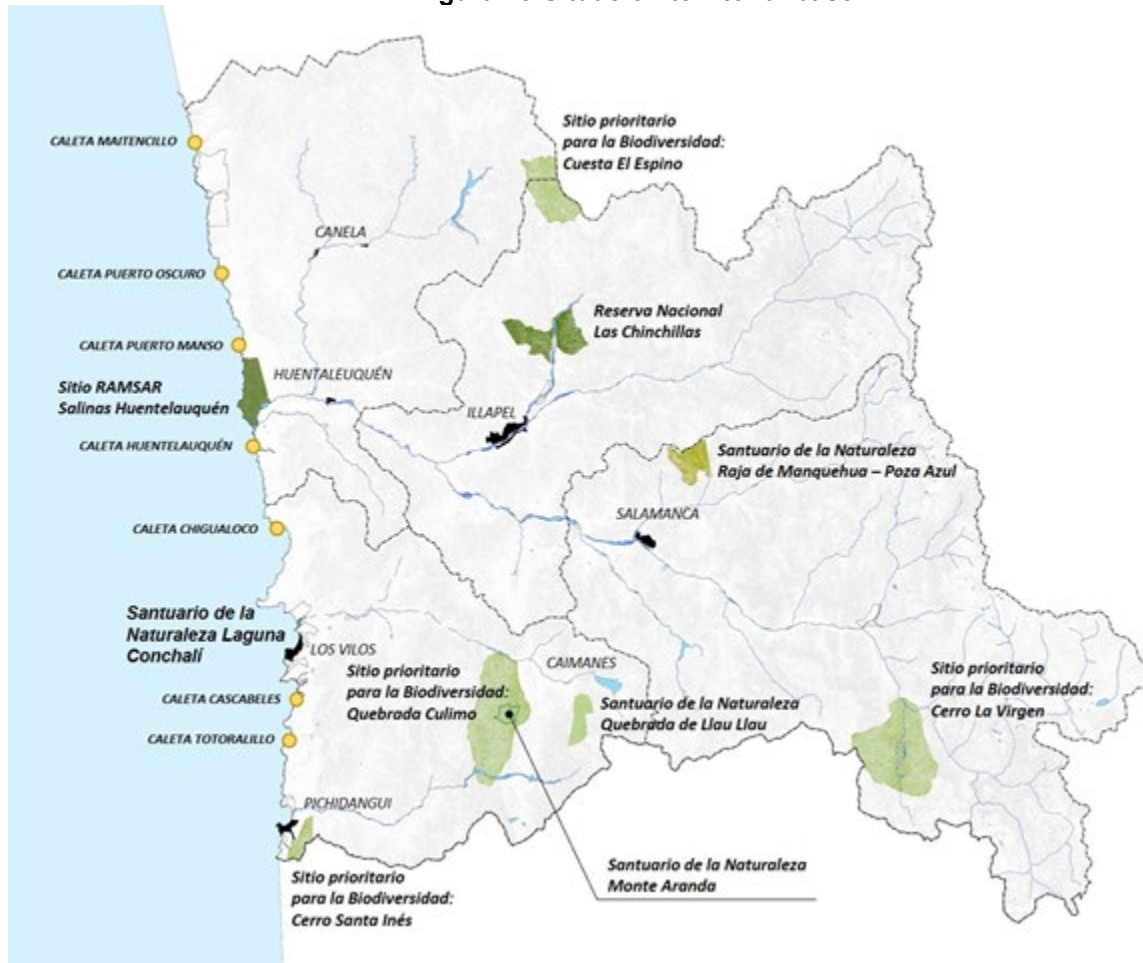 Sitio prioritario
para la Biodiversidad:
Cuesta El Espino
CALETA MAITENCILLO
CANELA
CALETA PUERTO OSCURO
Reserva Nacional
Las Chinchillas
CALETA PUERTO MANSO
HUENTALEUQUÉN
Sitio RAMSAR
Salinas Huentelauquén
ILLAPEL
CALETA HUENTELAUQUÉN
Santuario de la Naturaleza
Raja de Manquehua – Poza Azul
SALAMANCA
CALETA CHIGUALOCO
Santuario de la
Naturaleza Laguna
Conchalí
LOS VILOS
Sitio prioritario
para la Biodiversidad:
Quebrada Culimo
CAIMANES
Sitio prioritario
para la Biodiversidad:
Cerro La Virgen
CALETA CASCABELES
Santuario de la Naturaleza
Quebrada de Llau Llau
CALETA TOTORALILLO
PICHIDANGUI
Santuario de la Naturaleza
Monte Aranda
Sitio prioritario
para la Biodiversidad:
Cerro Santa Inés